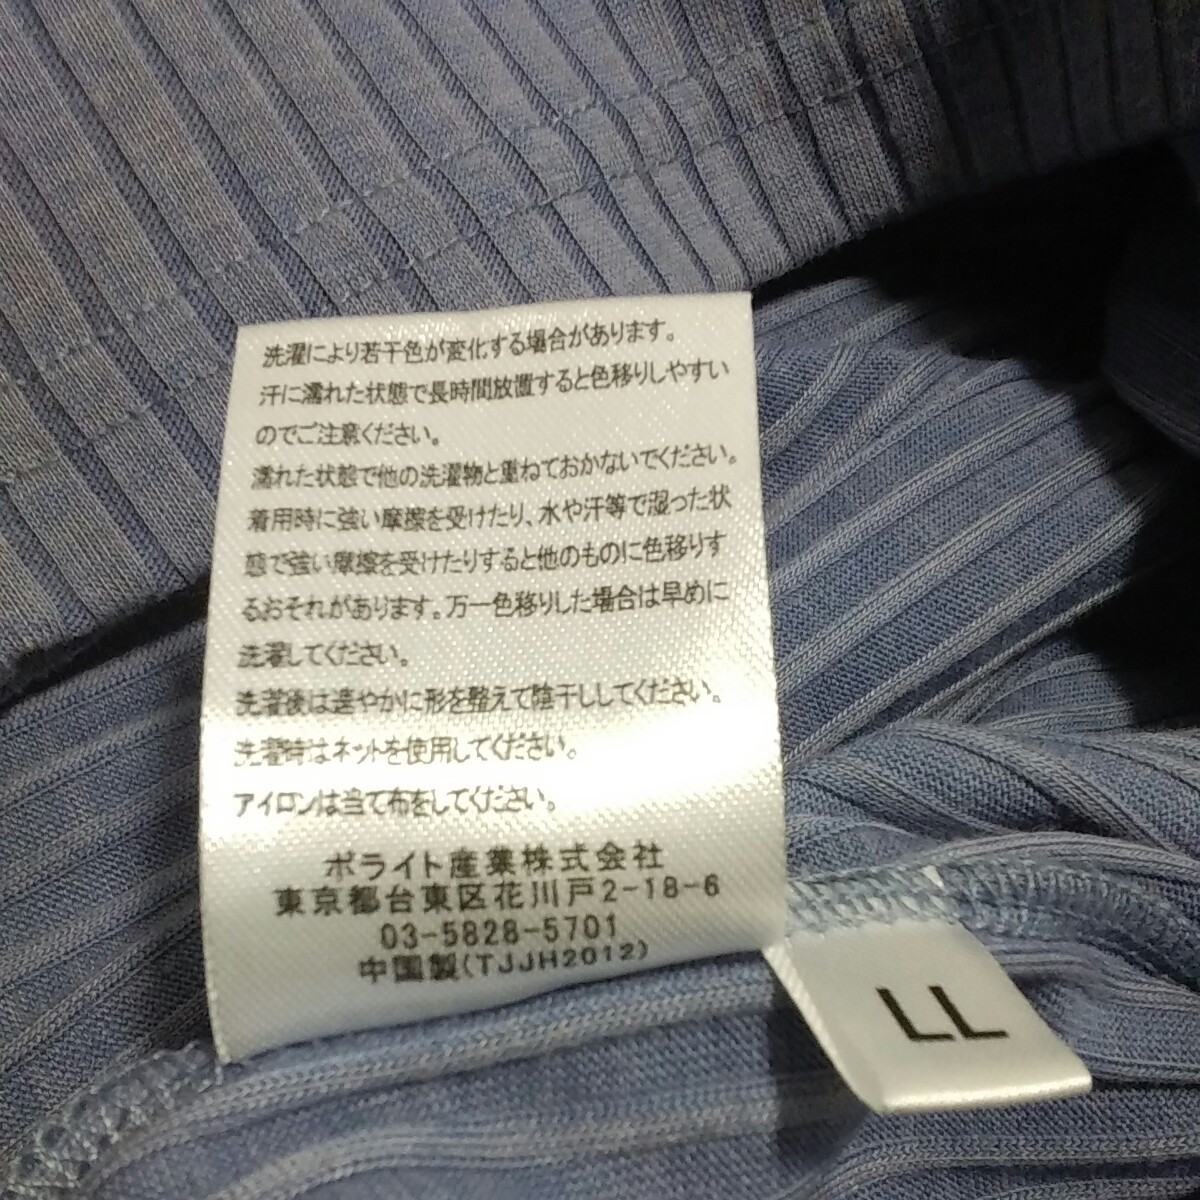 洗濯により若干色が変化する場合があります。
汗に濡れた状態で長時間放置すると色移りしやすい
のでご注意ください。
濡れた状態で他の洗濯物と重ねておかないでください。
着用時に強い摩擦を受けたり、水や汗等で湿った状
態で強い摩擦を受けたりすると他のものに色移りす
るおそれがあります。万一色移りした場合は早めに
洗濯してください。
洗濯後は速やかに形を整えて陰干ししてください。
洗濯時はネットを使用してください。
アイロンは当て布をしてください。
ポライト産業株式会社
東京都台東区花川戸2-18-6
03-5828-5701
中国製(TJJH2012)
LL